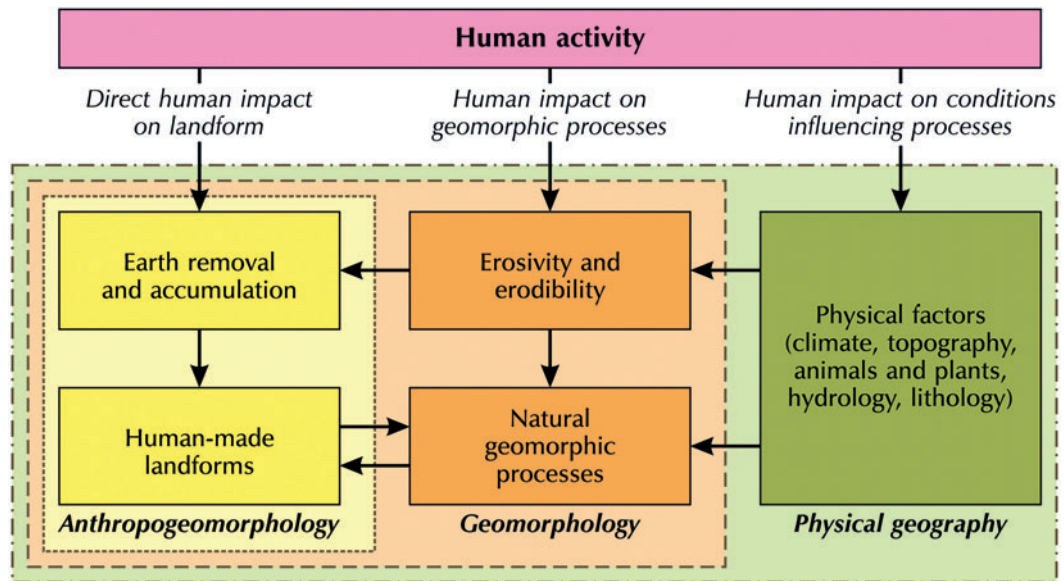 Human activity
Direct human impact
on landform
Human impact on
geomorphic processes
Human impact on conditions
influencing processes
Earth removal
and accumulation
Erosivity and
erodibility
Physical factors
(climate, topography,
animals and plants,
hydrology, lithology)
Human-made
landforms
Natural
geomorphic
processes
Anthropogeomorphology
Geomorphology
Physical geography